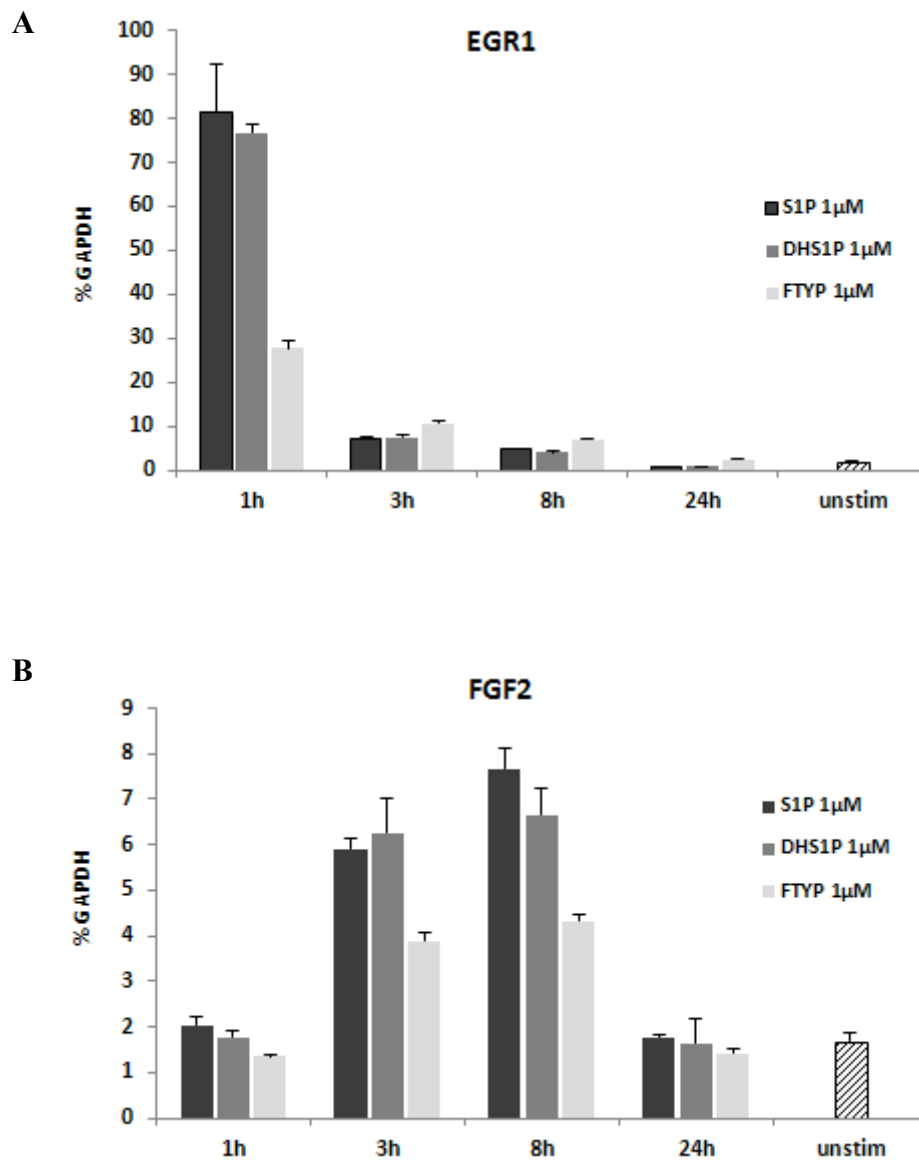 A
EGR1
100
90
80
70
60
50
40
30
20
10
0
%GAPDH
S1P 1µM
DHS1P 1µM
FTYP 1µM
1h 3h 8h 24h unstim
B
FGF2
9
8
7
6
5
4
3
2
1
0
%GAPDH
S1P 1µM
DHS1P 1µM
FTYP 1µM
1h 3h 8h 24h unstim